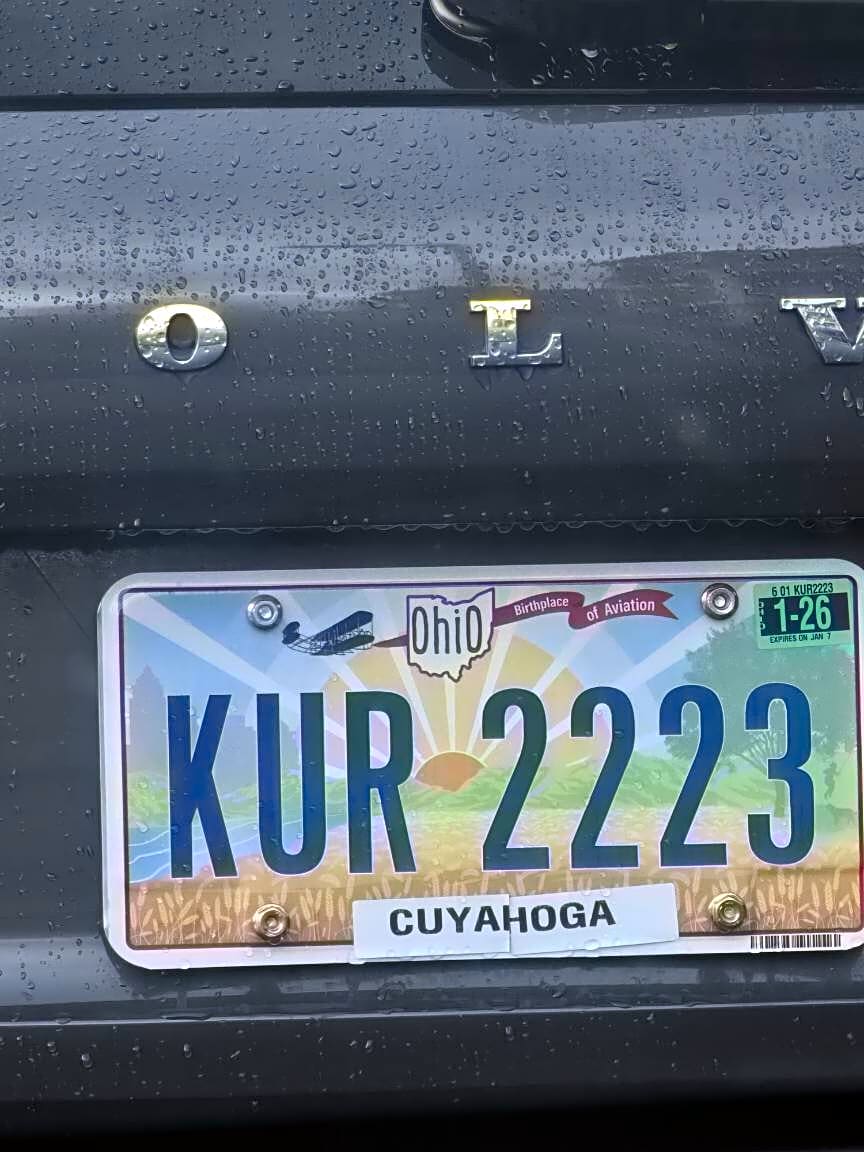 O L V
Ohio
Birthplace of Aviation
6 01 KUR2223
1-26
EXPIRES ON JAN 7
KUR 2223
CUYAHOGA